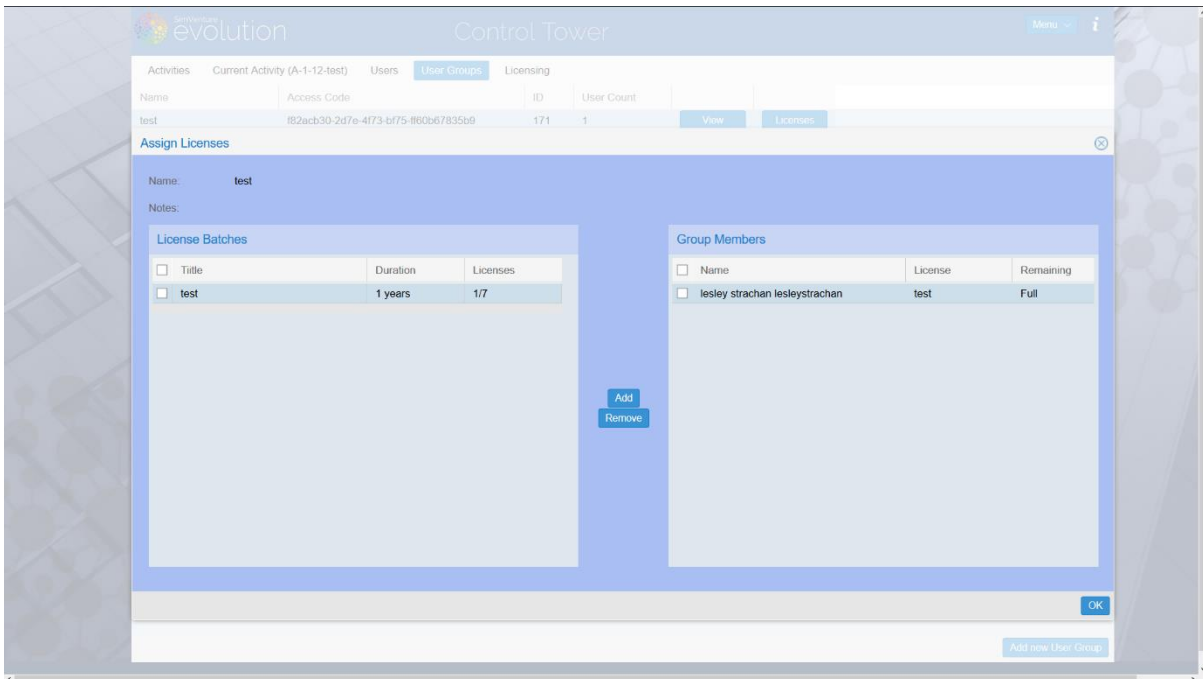 SimVenture
evolution
Control Tower
Menu
i
Activities Current Activity (A-1-12-test) Users User Groups Licensing
Name Access Code ID User Count
test f82acb30-2d7e-4f73-bf75-ff60b67835b9 171 1 View Licenses
Assign Licenses
Name: test
Notes:
License Batches
Tiitle Duration Licenses
test 1 years 1/7
Add
Remove
Group Members
Name License Remaining
lesley strachan lesleystrachan test Full
OK
Add new User Group